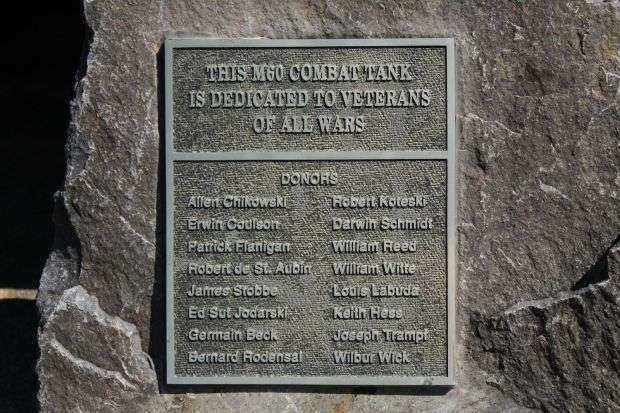 THIS M60 COMBAT TANK
IS DEDICATED TO VETERANS
OF ALL WARS
DONORS
Allen Chikowski
Erwin Coulson
Patrick Flanigan
Robert de St. Aubin
James Stobbe
Ed Sut Jodarski
Germain Beck
Bernard Rodensal
Robert Koteski
Darwin Schmidt
William Reed
William Witte
Louis Labuda
Keith Hess
Joseph Trampf
Wilbur Wick